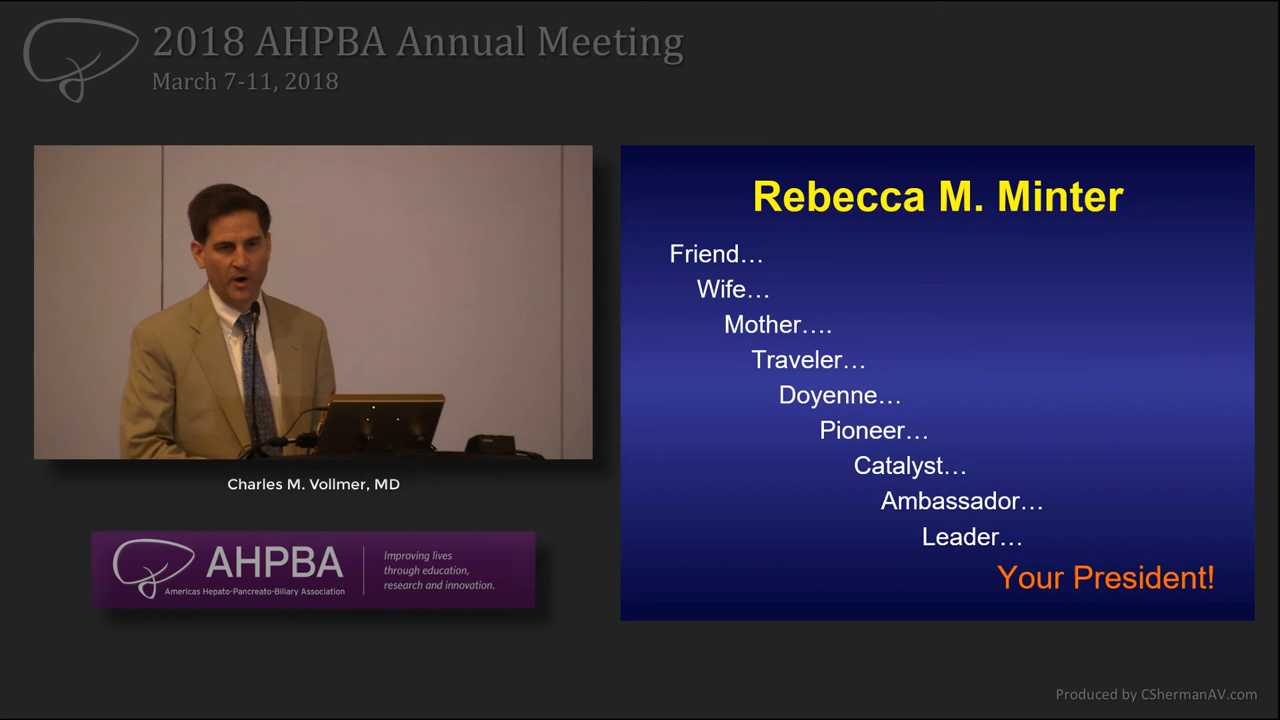 2018 AHPBA Annual Meeting
March 7-11, 2018
Charles M. Vollmer, MD
AHPBA
Americas Hepato-Pancreato-Biliary Association
Improving lives
through education,
research and innovation.
Rebecca M. Minter
Friend…
Wife…
Mother….
Traveler…
Doyenne…
Pioneer…
Catalyst…
Ambassador…
Leader…
Your President!
Produced by CShermanAV.com